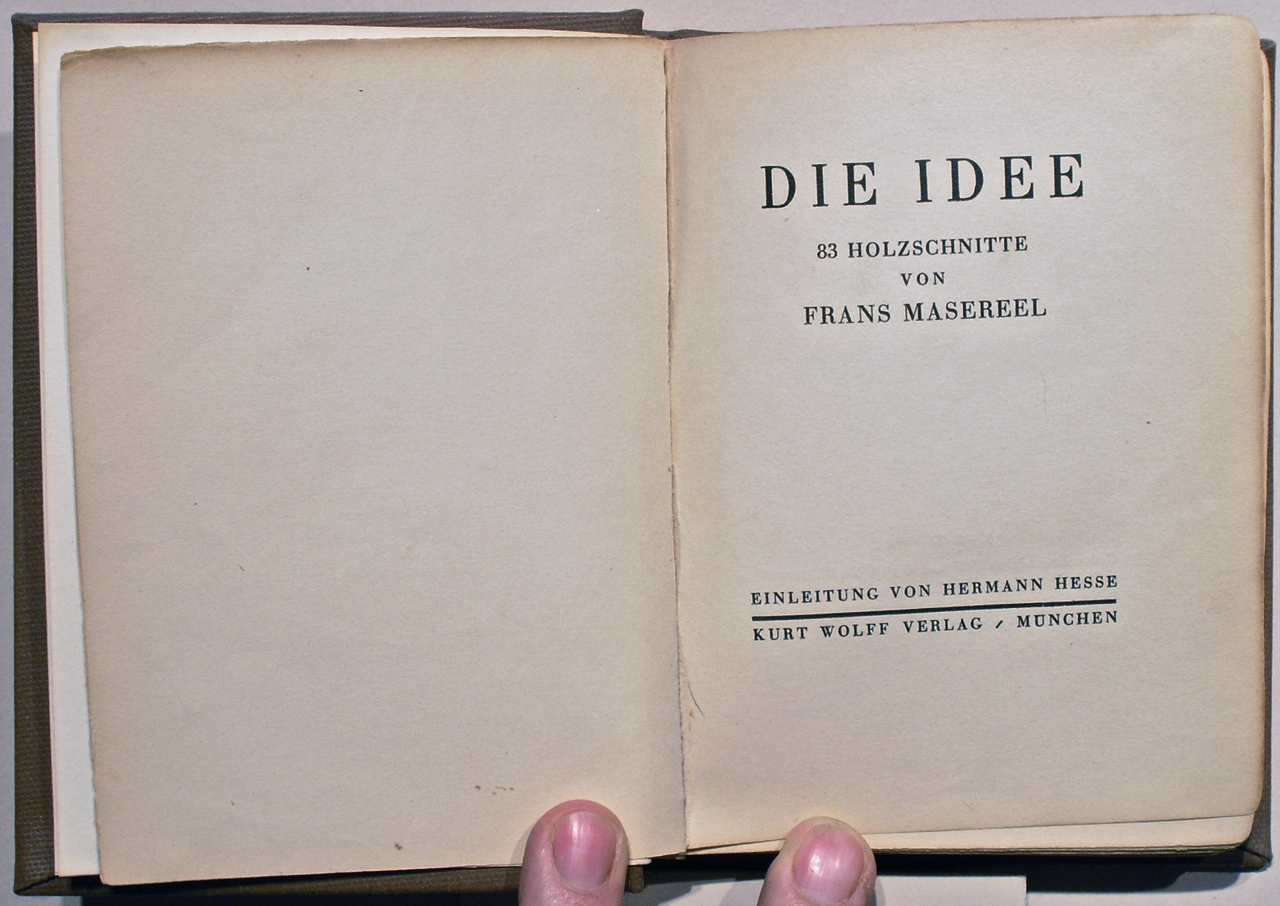 DIE IDEE
83 HOLZSCHNITTE
VON
FRANS MASEREEL
EINLEITUNG VON HERMANN HESSE
KURT WOLFF VERLAG / MÜNCHEN